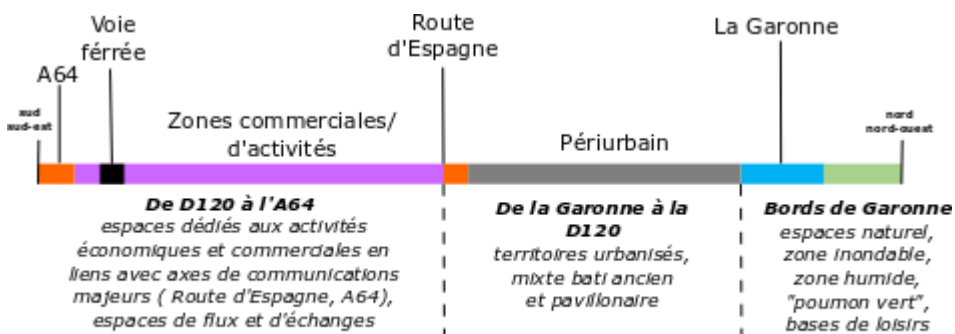 Voie
férrée
Route
d'Espagne
La Garonne
A64
sud
sud-est
nord
nord-ouest
Zones commerciales/
d'activités
Périurbain
De D120 à l'A64
espaces dédiés aux activités
économiques et commerciales en
liens avec axes de communications
majeurs ( Route d'Espagne, A64),
espaces de flux et d'échanges
De la Garonne à la
D120
territoires urbanisés,
mixte bati ancien
et pavillonaire
Bords de Garonne
espaces naturel,
zone inondable,
zone humide,
"poumon vert",
bases de loisirs